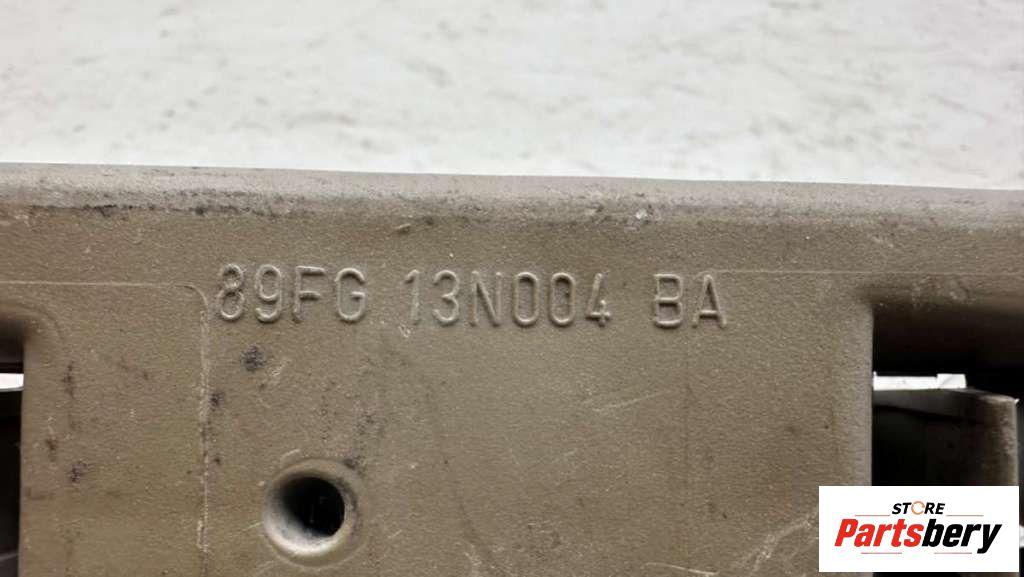 89FG 13N004 BA
STORE
Partsbery